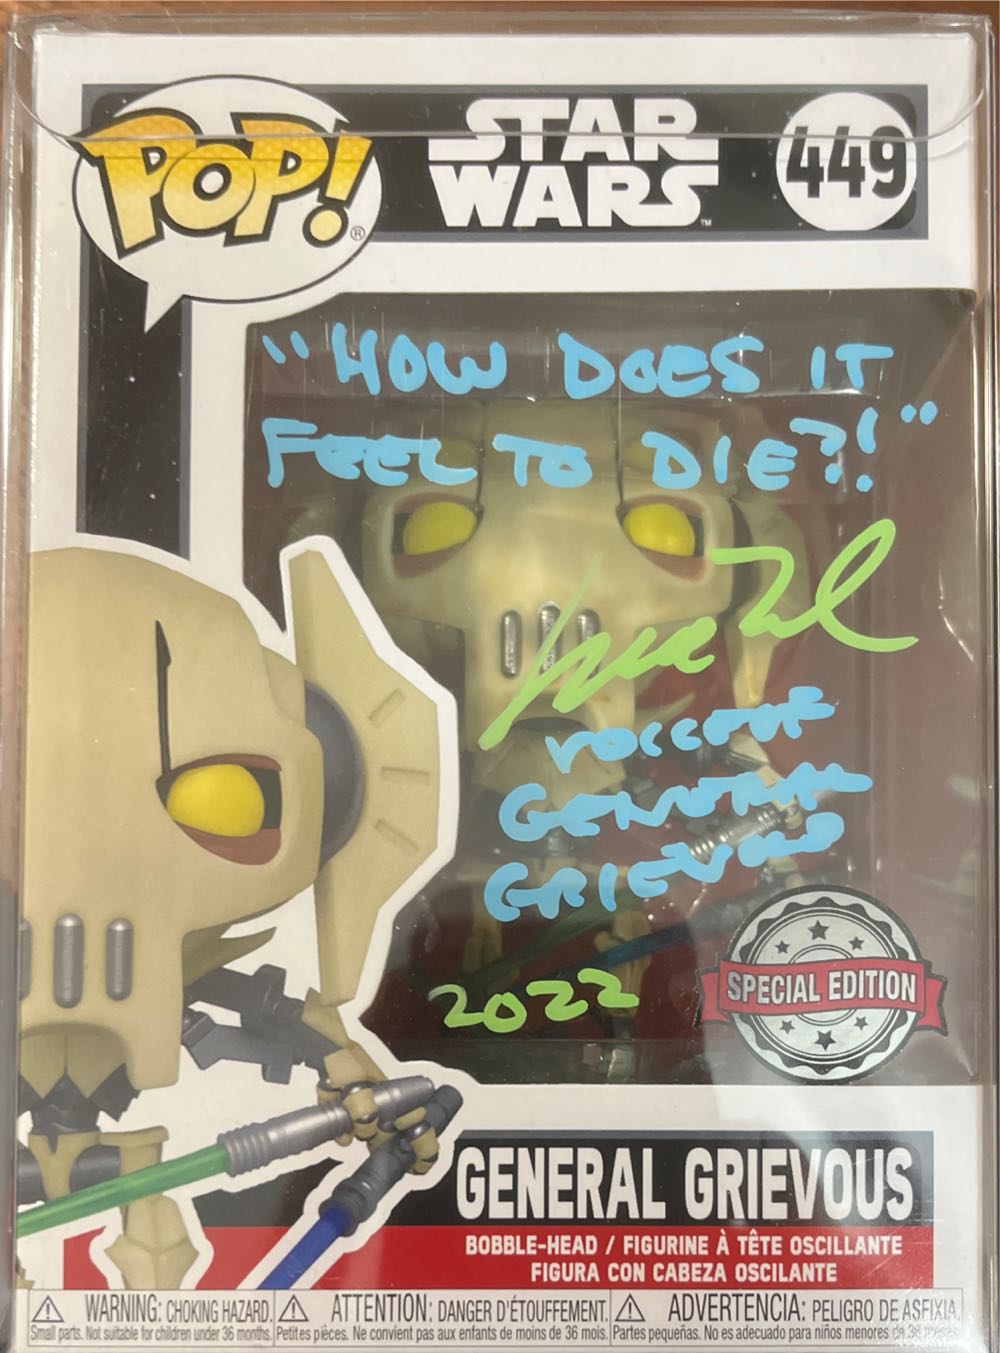 POP!®
STAR
WARS™
449
"HOW DOES IT
FEEL TO DIE?!"
VOICE OF
GENERAL
GRIEVOUS
2022
SPECIAL EDITION
GENERAL GRIEVOUS
BOBBLE-HEAD / FIGURINE À TÊTE OSCILLANTE
FIGURA CON CABEZA OSCILANTE
WARNING: CHOKING HAZARD.
Small parts. Not suitable for children under 36 months.
ATTENTION: DANGER D'ÉTOUFFEMENT.
Petites pièces. Ne convient pas aux enfants de moins de 36 mois.
ADVERTENCIA: PELIGRO DE ASFIXIA.
Partes pequeñas. No es adecuado para niños menores de 36 meses.